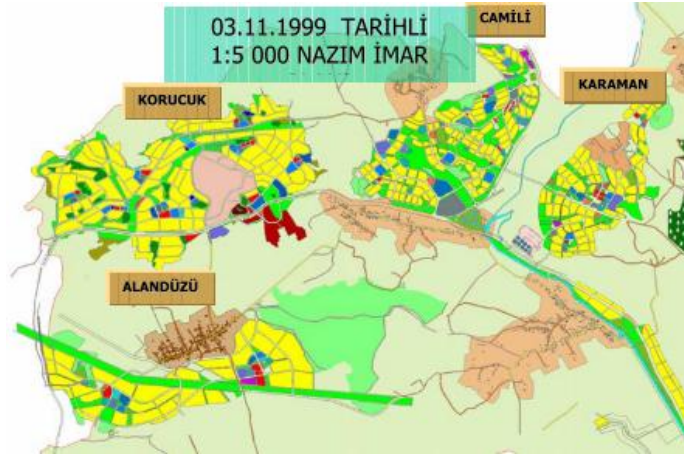 03.11.1999 TARİHLİ
1:5 000 NAZIM İMAR
CAMİLİ
KORUCUK
KARAMAN
ALANDÜZÜ